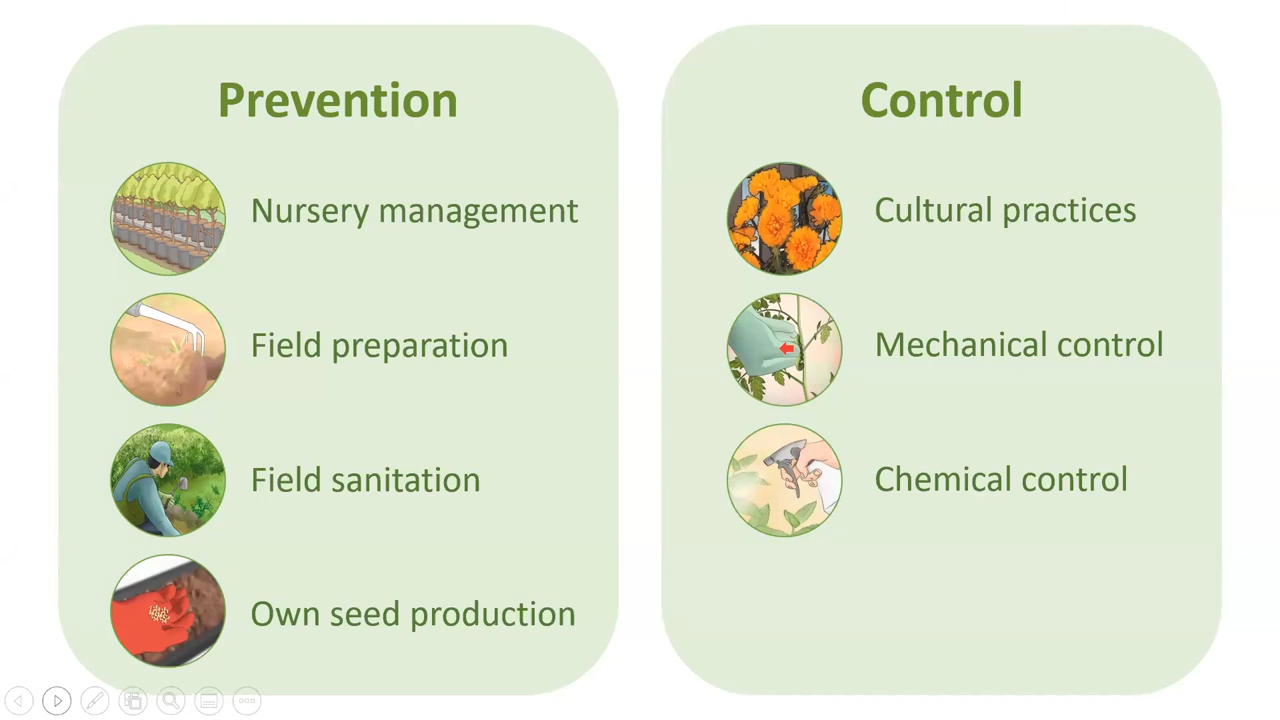 Prevention
Nursery management
Field preparation
Field sanitation
Own seed production
Control
Cultural practices
Mechanical control
Chemical control